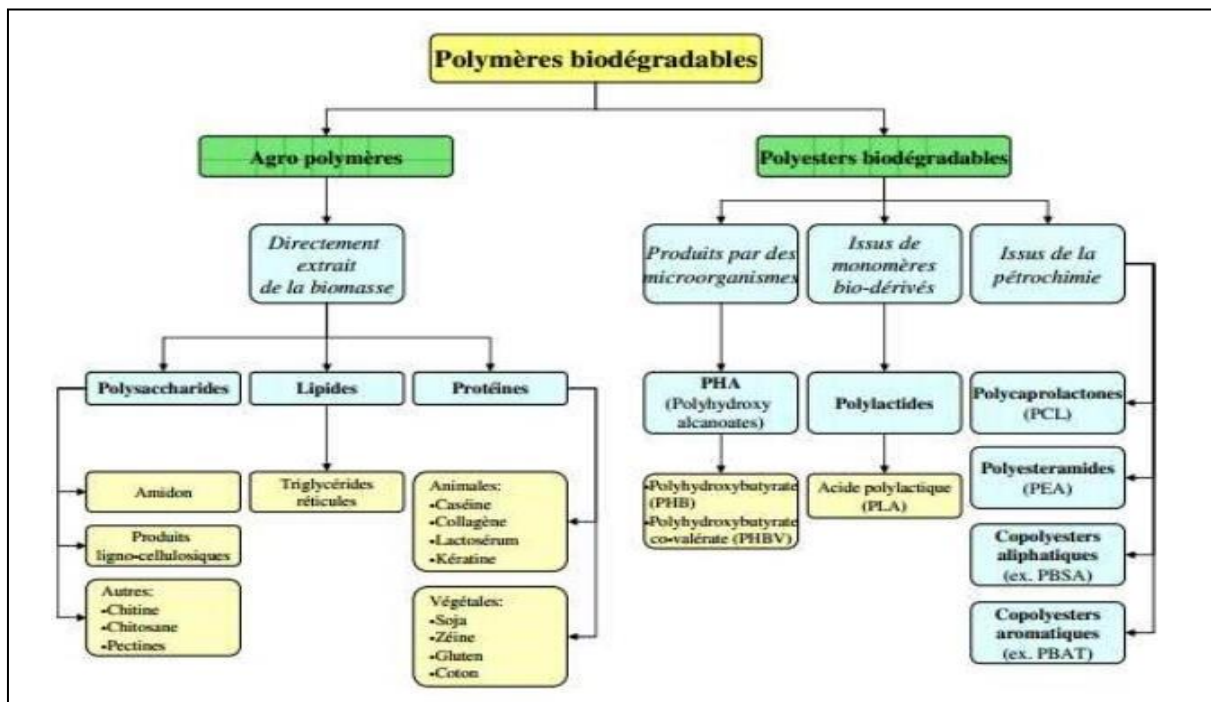 Polymères biodégradables
Agro polymères
Polyesters biodégradables
Directement
extrait
de la biomasse
Produits par des
microorganismes
Issus de
monomères
bio-dérivés
Issus de la
pétrochimie
Polysaccharides
Lipides
Protéines
PHA
(Polyhydroxy
alcanoates)
Polylactides
Polycaprolactones
(PCL)
Amidon
Triglycérides
réticules
Animales:
-Caséine
-Collagène
-Lactosérum
-Kératine
-Polyhydroxybutyrate
(PHB)
-Polyhydroxybutyrate
co-valérate (PHBV)
Acide polylactique
(PLA)
Polyesteramides
(PEA)
Produits
ligno-cellulosiques
Copolyesters
aliphatiques
(ex. PBSA)
Autres:
-Chitine
-Chitosane
-Pectines
Végétales:
-Soja
-Zéine
-Gluten
-Coton
Copolyesters
aromatiques
(ex. PBAT)